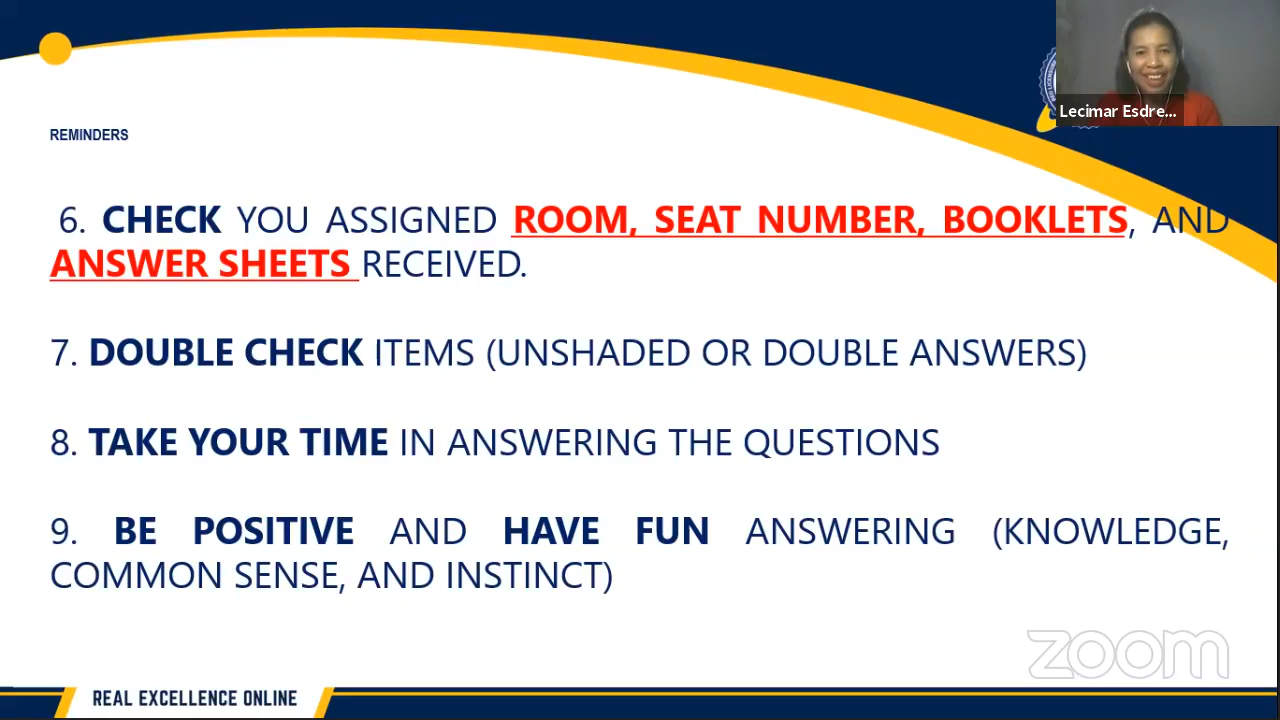 Lecimar Esdre...
REMINDERS
6. CHECK YOU ASSIGNED ROOM, SEAT NUMBER, BOOKLETS, AND
ANSWER SHEETS RECEIVED.
7. DOUBLE CHECK ITEMS (UNSHADED OR DOUBLE ANSWERS)
8. TAKE YOUR TIME IN ANSWERING THE QUESTIONS
9. BE POSITIVE AND HAVE FUN ANSWERING (KNOWLEDGE,
COMMON SENSE, AND INSTINCT)
zoom
REAL EXCELLENCE ONLINE